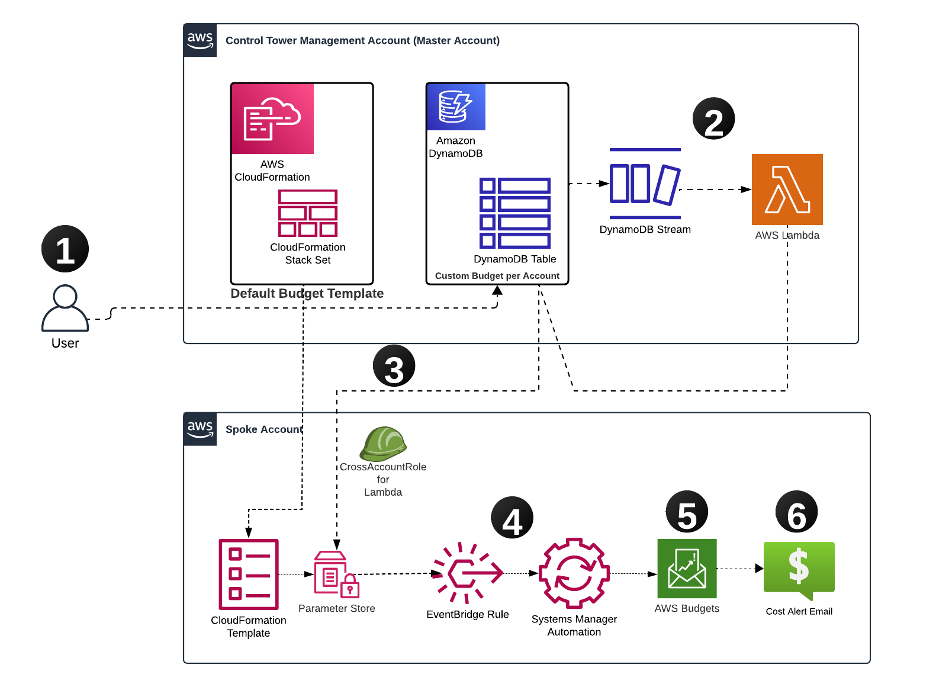 aws
Control Tower Management Account (Master Account)
AWS
CloudFormation
CloudFormation
Stack Set
Default Budget Template
Amazon
DynamoDB
DynamoDB Table
Custom Budget per Account
DynamoDB Stream
2
AWS Lambda
1
User
3
aws
Spoke Account
CrossAccountRole
for
Lambda
CloudFormation
Template
Parameter Store
4
EventBridge Rule
Systems Manager
Automation
5
AWS Budgets
6
$
Cost Alert Email